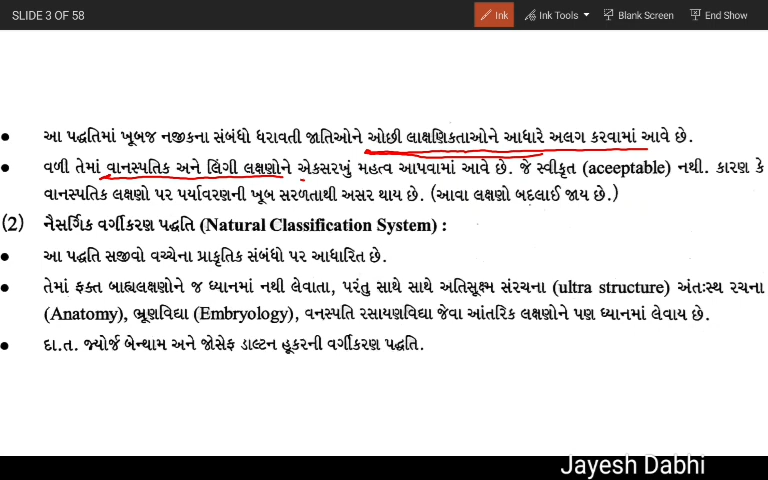 SLIDE 3 OF 58 Ink Ink Tools Blank Screen End Show
આ પદ્ધતિમાં ખૂબજ નજીકના સંબંધો ધરાવતી જાતિઓને ઓછી લાક્ષણિકતાઓને આધારે અલગ કરવામાં આવે છે.
વળી તેમાં વાનસ્પતિક અને લિંગી લક્ષણોને એકસરખું મહત્વ આપવામાં આવે છે. જે સ્વીકૃત (aceeptable) નથી. કારણ કે
વાનસ્પતિક લક્ષણો પર પર્યાવરણની ખૂબ સરળતાથી અસર થાય છે. (આવા લક્ષણો બદલાઈ જાય છે.)
(2) નૈસર્ગિક વર્ગીકરણ પદ્ધતિ (Natural Classification System) :
આ પદ્ધતિ સજીવો વચ્ચેના પ્રાકૃતિક સંબંધો પર આધારિત છે.
તેમાં ફક્ત બાહ્યલક્ષણોને જ ધ્યાનમાં નથી લેવાતા, પરંતુ સાથે સાથે અતિસૂક્ષ્મ સંરચના (ultra structure) અંતઃસ્થ રચના
(Anatomy), ભ્રૂણવિદ્યા (Embryology), વનસ્પતિ રસાયણવિદ્યા જેવા આંતરિક લક્ષણોને પણ ધ્યાનમાં લેવાય છે.
દા.ત. જ્યોર્જ બેન્થામ અને જોસેફ ડાલ્ટન હૂકરની વર્ગીકરણ પદ્ધતિ.
Jayesh Dabhi